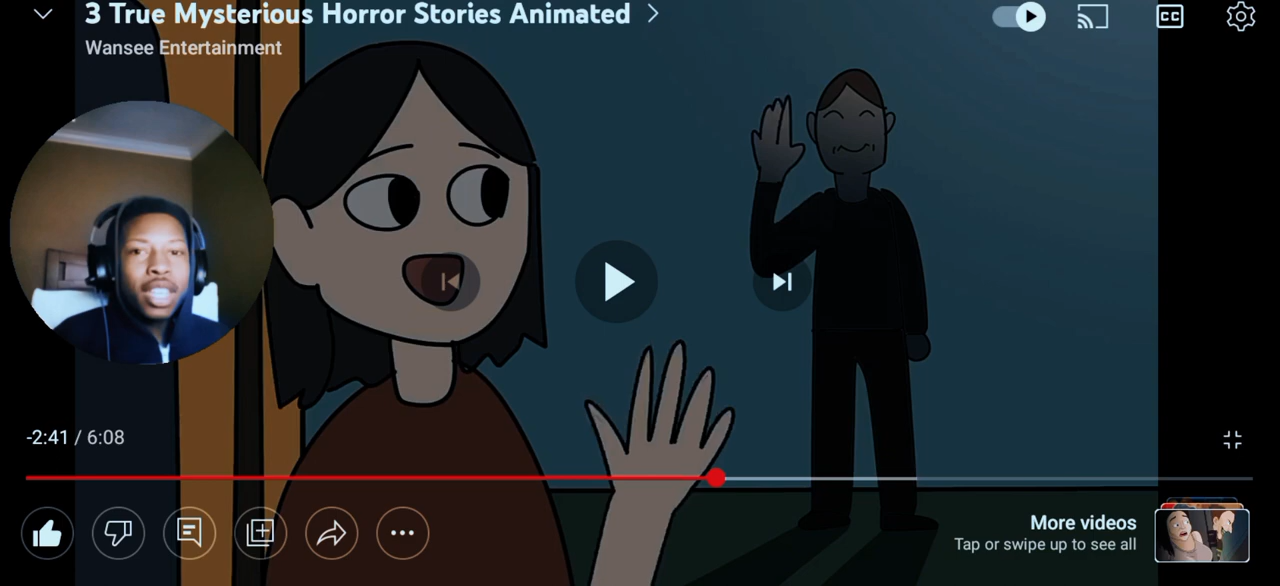 3 True Mysterious Horror Stories Animated
Wansee Entertainment
CC
-2:41 / 6:08
More videos
Tap or swipe up to see all